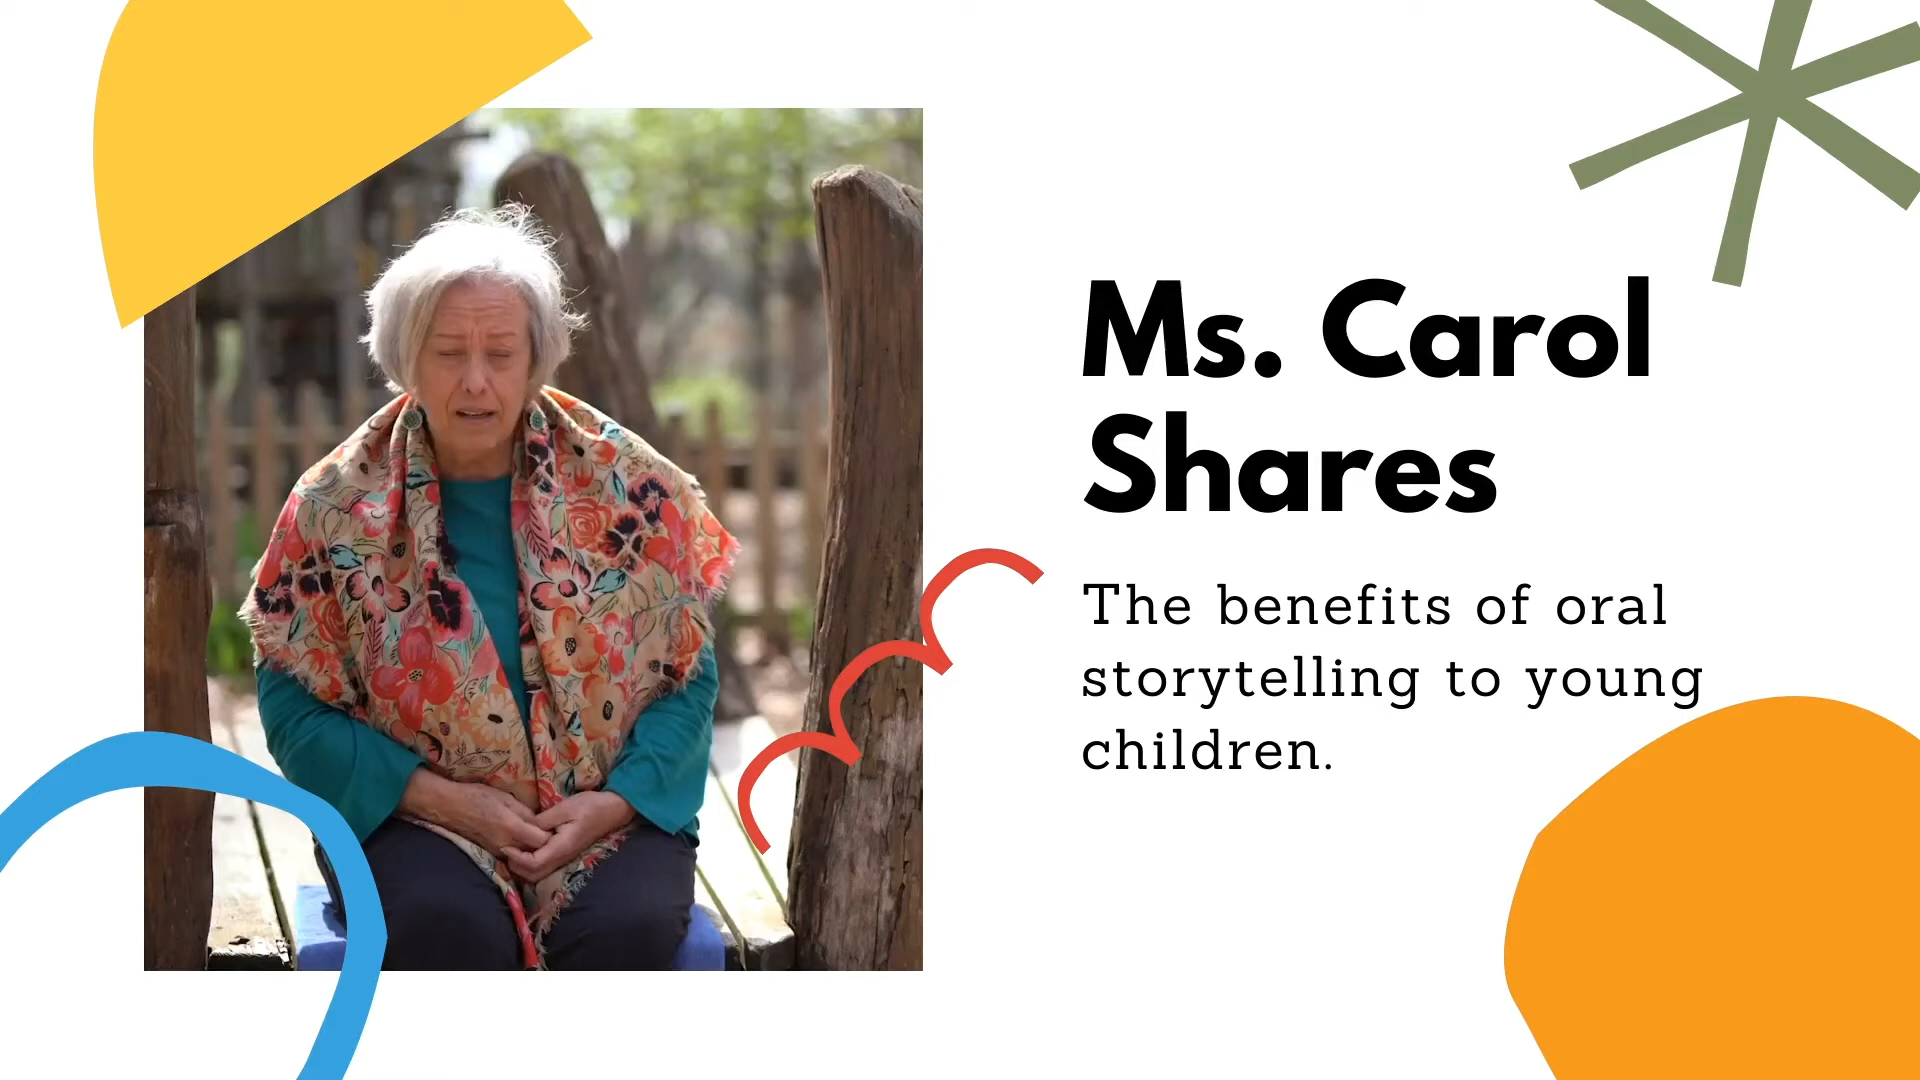 Ms. Carol
Shares
The benefits of oral
storytelling to young
children.